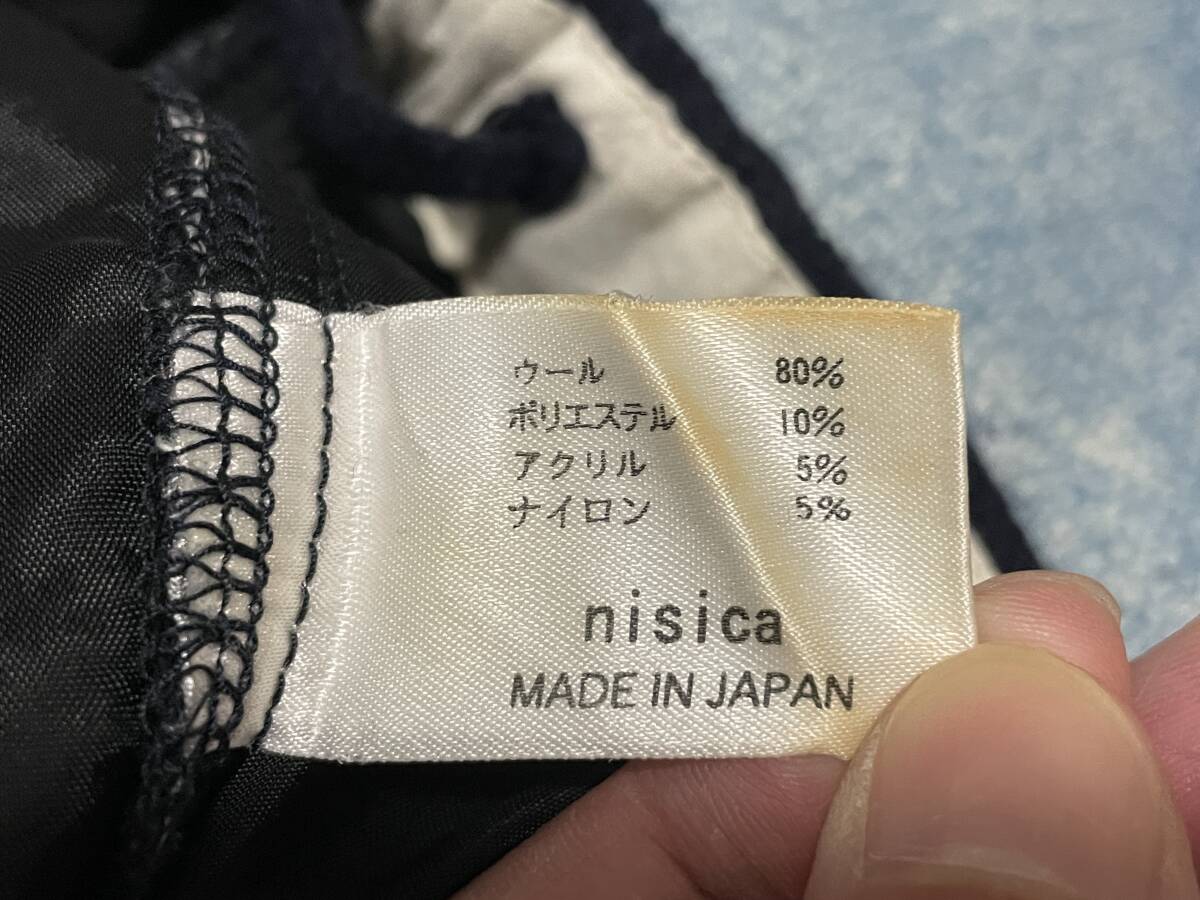 ウール 80%
ポリエステル 10%
アクリル 5%
ナイロン 5%
nisica
MADE IN JAPAN